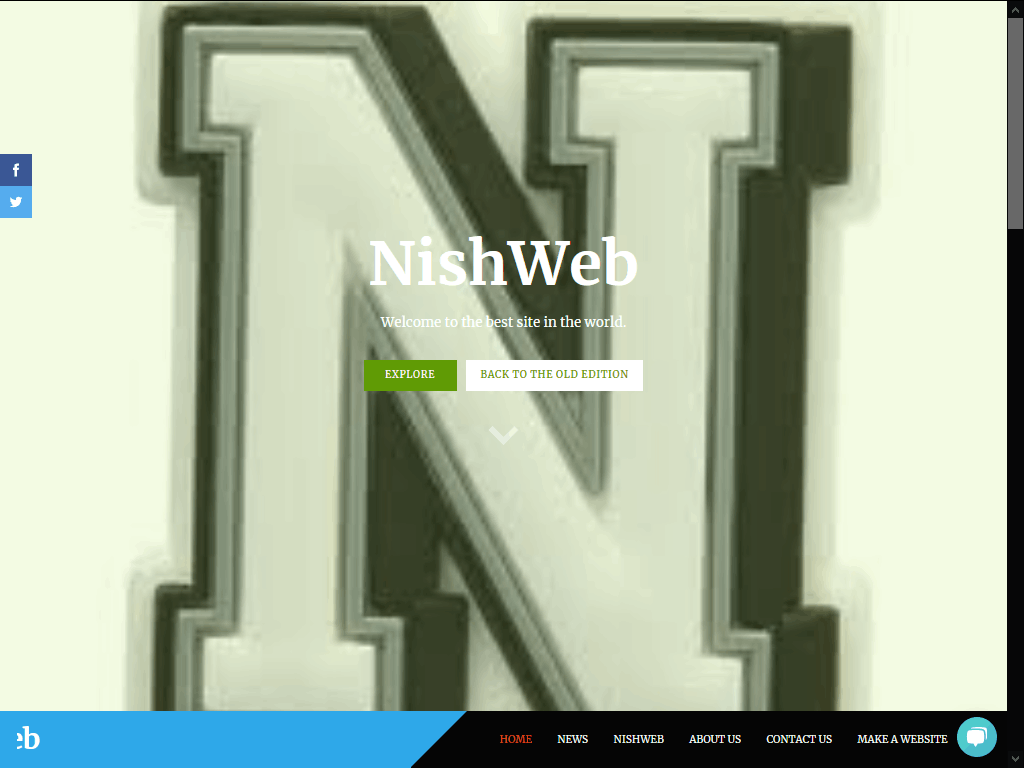 N
NishWeb
Welcome to the best site in the world.
EXPLORE
BACK TO THE OLD EDITION
eb
HOME
NEWS
NISHWEB
ABOUT US
CONTACT US
MAKE A WEBSITE